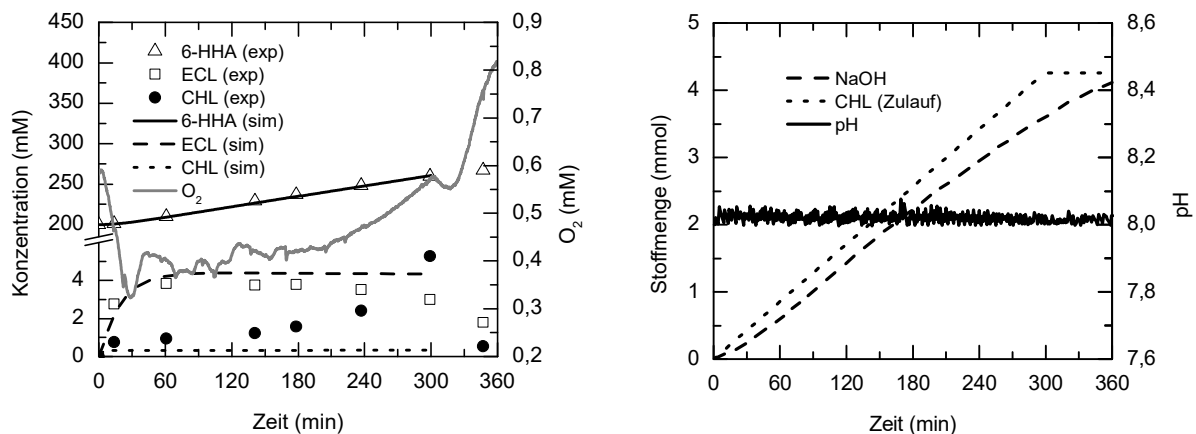 450
400
350
300
250
200
4
2
0
Konzentration (mM)
6-HHA (exp)
ECL (exp)
CHL (exp)
6-HHA (sim)
ECL (sim)
CHL (sim)
O2
0,9
0,8
0,7
0,6
0,5
0,4
0,3
0,2
O2 (mM)
0 60 120 180 240 300 360
Zeit (min)
5
4
3
2
1
0
Stoffmenge (mmol)
NaOH
CHL (Zulauf)
pH
8,6
8,4
8,2
8,0
7,8
7,6
pH
0 60 120 180 240 300 360
Zeit (min)